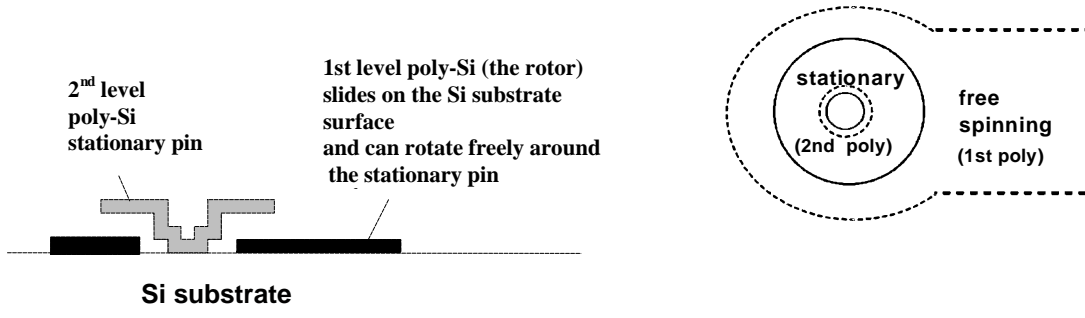 2nd level
poly-Si
stationary pin
1st level poly-Si (the rotor)
slides on the Si substrate
surface
and can rotate freely around
the stationary pin
Si substrate
stationary
(2nd poly)
free
spinning
(1st poly)